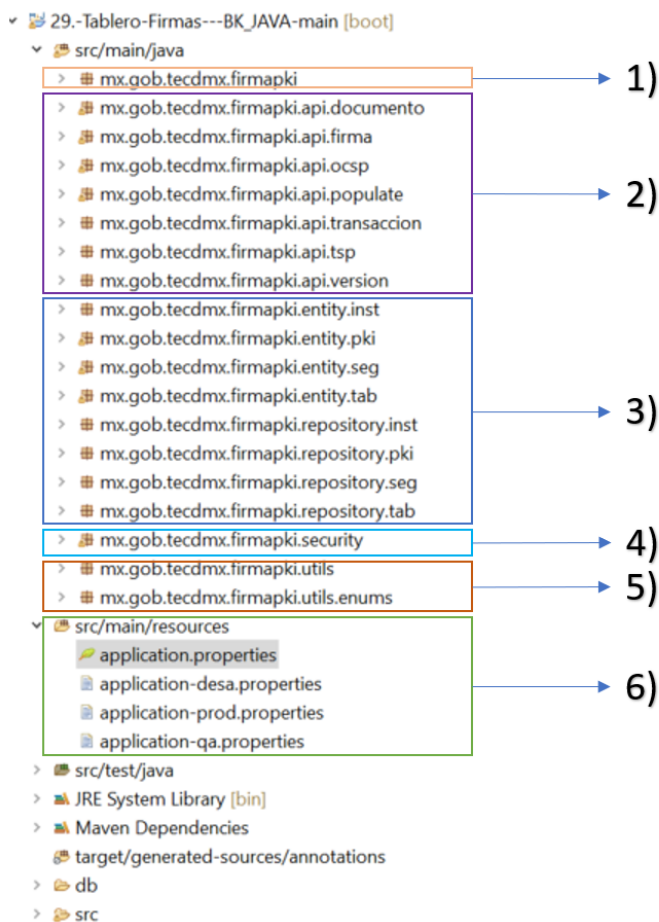 29.-Tablero-Firmas---BK_JAVA-main [boot]
src/main/java
mx.gob.tecdmx.firmapki
1)
mx.gob.tecdmx.firmapki.api.documento
mx.gob.tecdmx.firmapki.api.firma
mx.gob.tecdmx.firmapki.api.ocsp
mx.gob.tecdmx.firmapki.api.populate
2)
mx.gob.tecdmx.firmapki.api.transaccion
mx.gob.tecdmx.firmapki.api.tsp
mx.gob.tecdmx.firmapki.api.version
mx.gob.tecdmx.firmapki.entity.inst
mx.gob.tecdmx.firmapki.entity.pki
mx.gob.tecdmx.firmapki.entity.seg
mx.gob.tecdmx.firmapki.entity.tab
3)
mx.gob.tecdmx.firmapki.repository.inst
mx.gob.tecdmx.firmapki.repository.pki
mx.gob.tecdmx.firmapki.repository.seg
mx.gob.tecdmx.firmapki.repository.tab
mx.gob.tecdmx.firmapki.security
4)
mx.gob.tecdmx.firmapki.utils
5)
mx.gob.tecdmx.firmapki.utils.enums
src/main/resources
application.properties
application-desa.properties
6)
application-prod.properties
application-qa.properties
src/test/java
JRE System Library [bin]
Maven Dependencies
target/generated-sources/annotations
db
src